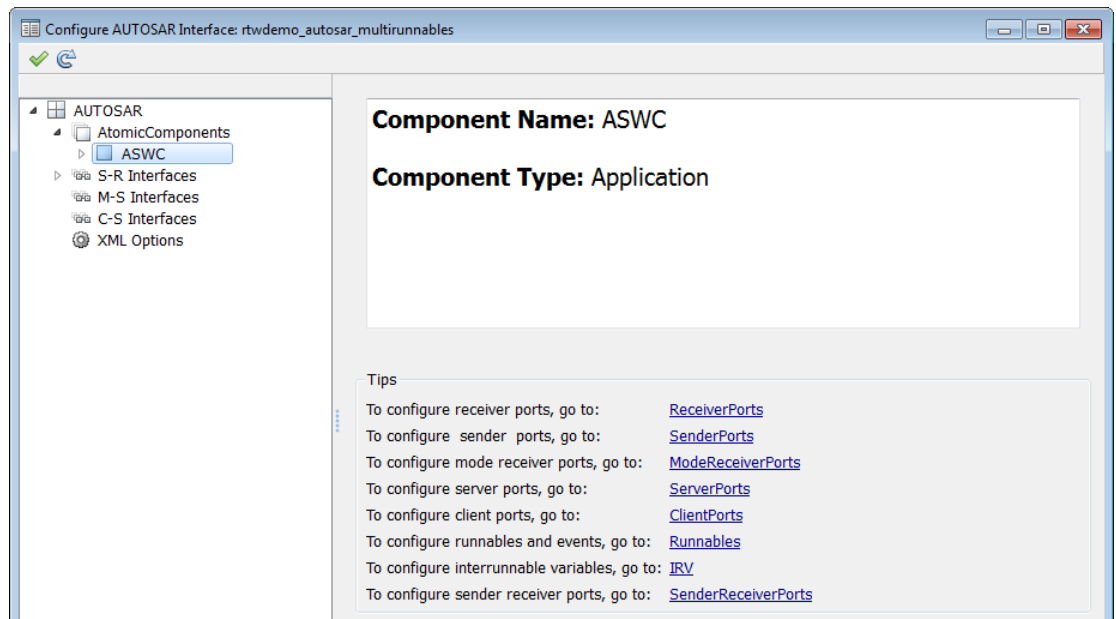 Configure AUTOSAR Interface: rtwdemo_autosar_multirunnables
AUTOSAR
AtomicComponents
ASWC
S-R Interfaces
M-S Interfaces
C-S Interfaces
XML Options
Component Name: ASWC
Component Type: Application
Tips
To configure receiver ports, go to: ReceiverPorts
To configure sender ports, go to: SenderPorts
To configure mode receiver ports, go to: ModeReceiverPorts
To configure server ports, go to: ServerPorts
To configure client ports, go to: ClientPorts
To configure runnables and events, go to: Runnables
To configure interrunnable variables, go to: IRV
To configure sender receiver ports, go to: SenderReceiverPorts